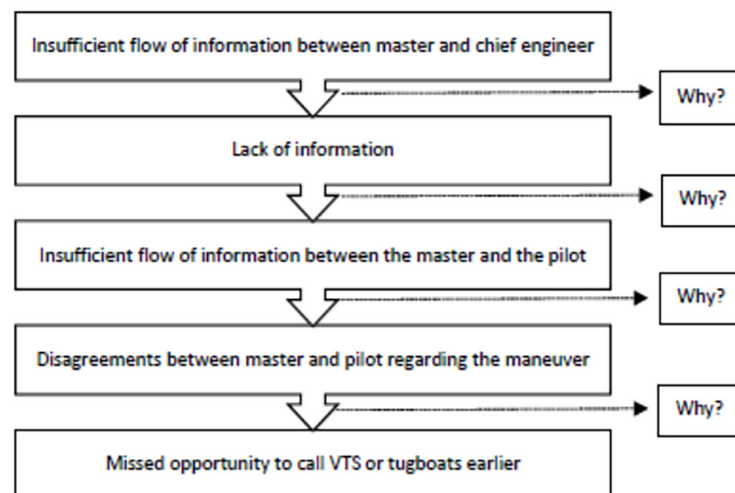 Insufficient flow of information between master and chief engineer
Why?
Lack of information
Why?
Insufficient flow of information between the master and the pilot
Why?
Disagreements between master and pilot regarding the maneuver
Why?
Missed opportunity to call VTS or tugboats earlier